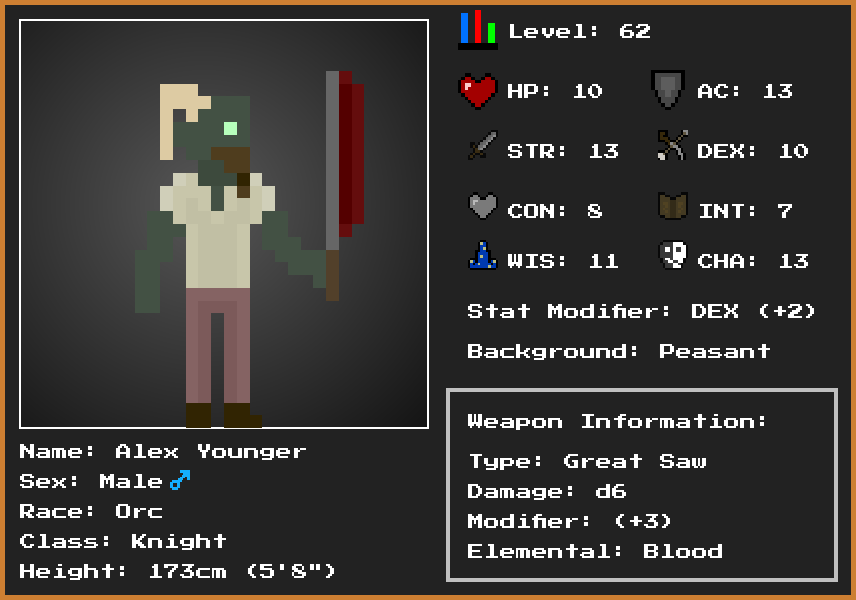 Level: 62
HP: 10 AC: 13
STR: 13 DEX: 10
CON: 8 INT: 7
WIS: 11 CHA: 13
Stat Modifier: DEX (+2)
Background: Peasant
Weapon Information:
Type: Great Saw
Damage: d6
Modifier: (+3)
Elemental: Blood
Name: Alex Younger
Sex: Male ♂
Race: Orc
Class: Knight
Height: 173cm (5'8")